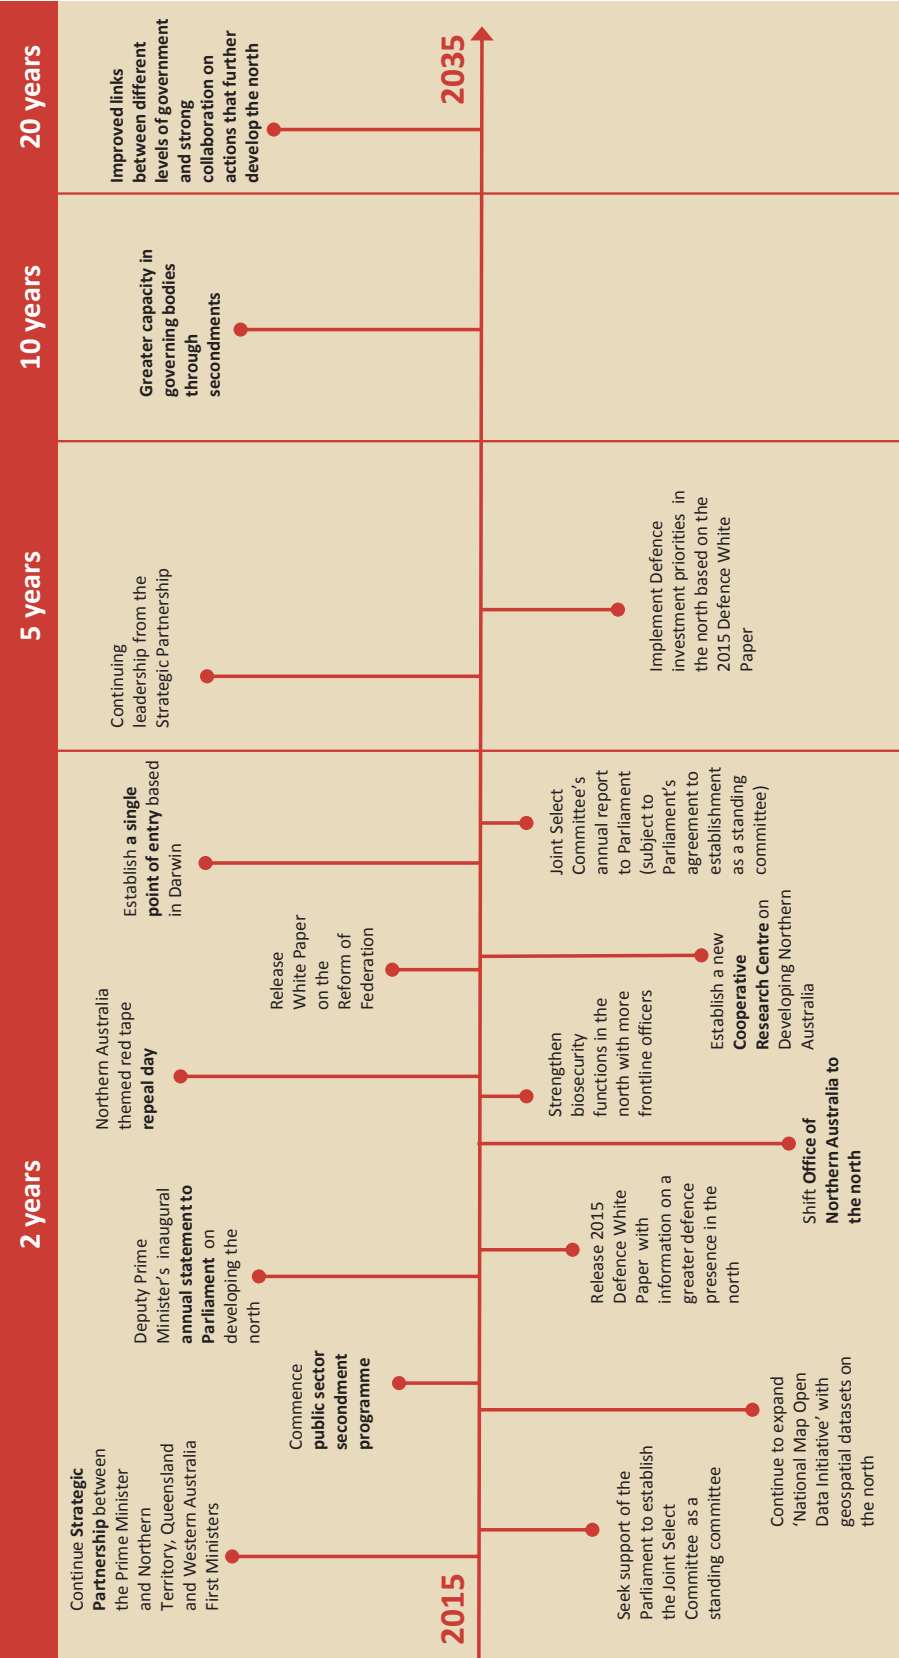 2 years
5 years
10 years
20 years
Continue Strategic
Partnership between
the Prime Minister
and Northern
Territory, Queensland
and Western Australia
First Ministers
Commence
public sector
secondment
programme
Deputy Prime
Minister’s inaugural
annual statement to
Parliament on
developing the
north
Northern Australia
themed red tape
repeal day
Release
White Paper
on the
Reform of
Federation
Establish a single
point of entry based
in Darwin
Continuing
leadership from the
Strategic Partnership
Greater capacity in
governing bodies
through
secondments
Improved links
between different
levels of government
and strong
collaboration on
actions that further
develop the north
2015
2035
Seek support of the
Parliament to establish
the Joint Select
Committee as a
standing committee
Continue to expand
‘National Map Open
Data Initiative’ with
geospatial datasets on
the north
Release 2015
Defence White
Paper with
information on a
greater defence
presence in the
north
Shift Office of
Northern Australia to
the north
Strengthen
biosecurity
functions in the
north with more
frontline officers
Establish a new
Cooperative
Research Centre on
Developing Northern
Australia
Joint Select
Committee’s
annual report
to Parliament
(subject to
Parliament’s
agreement to
establishment
as a standing
committee)
Implement Defence
investment priorities in
the north based on the
2015 Defence White
Paper